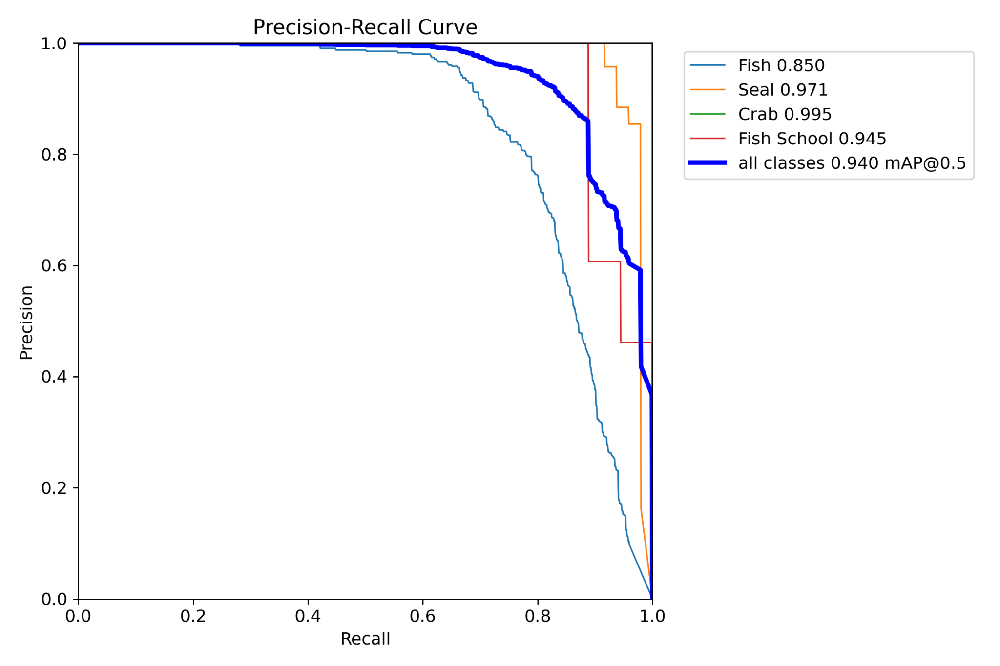 Precision-Recall Curve
1.0
0.8
0.6
0.4
0.2
0.0
Precision
0.0 0.2 0.4 0.6 0.8 1.0
Recall
Fish 0.850
Seal 0.971
Crab 0.995
Fish School 0.945
all classes 0.940 mAP@0.5